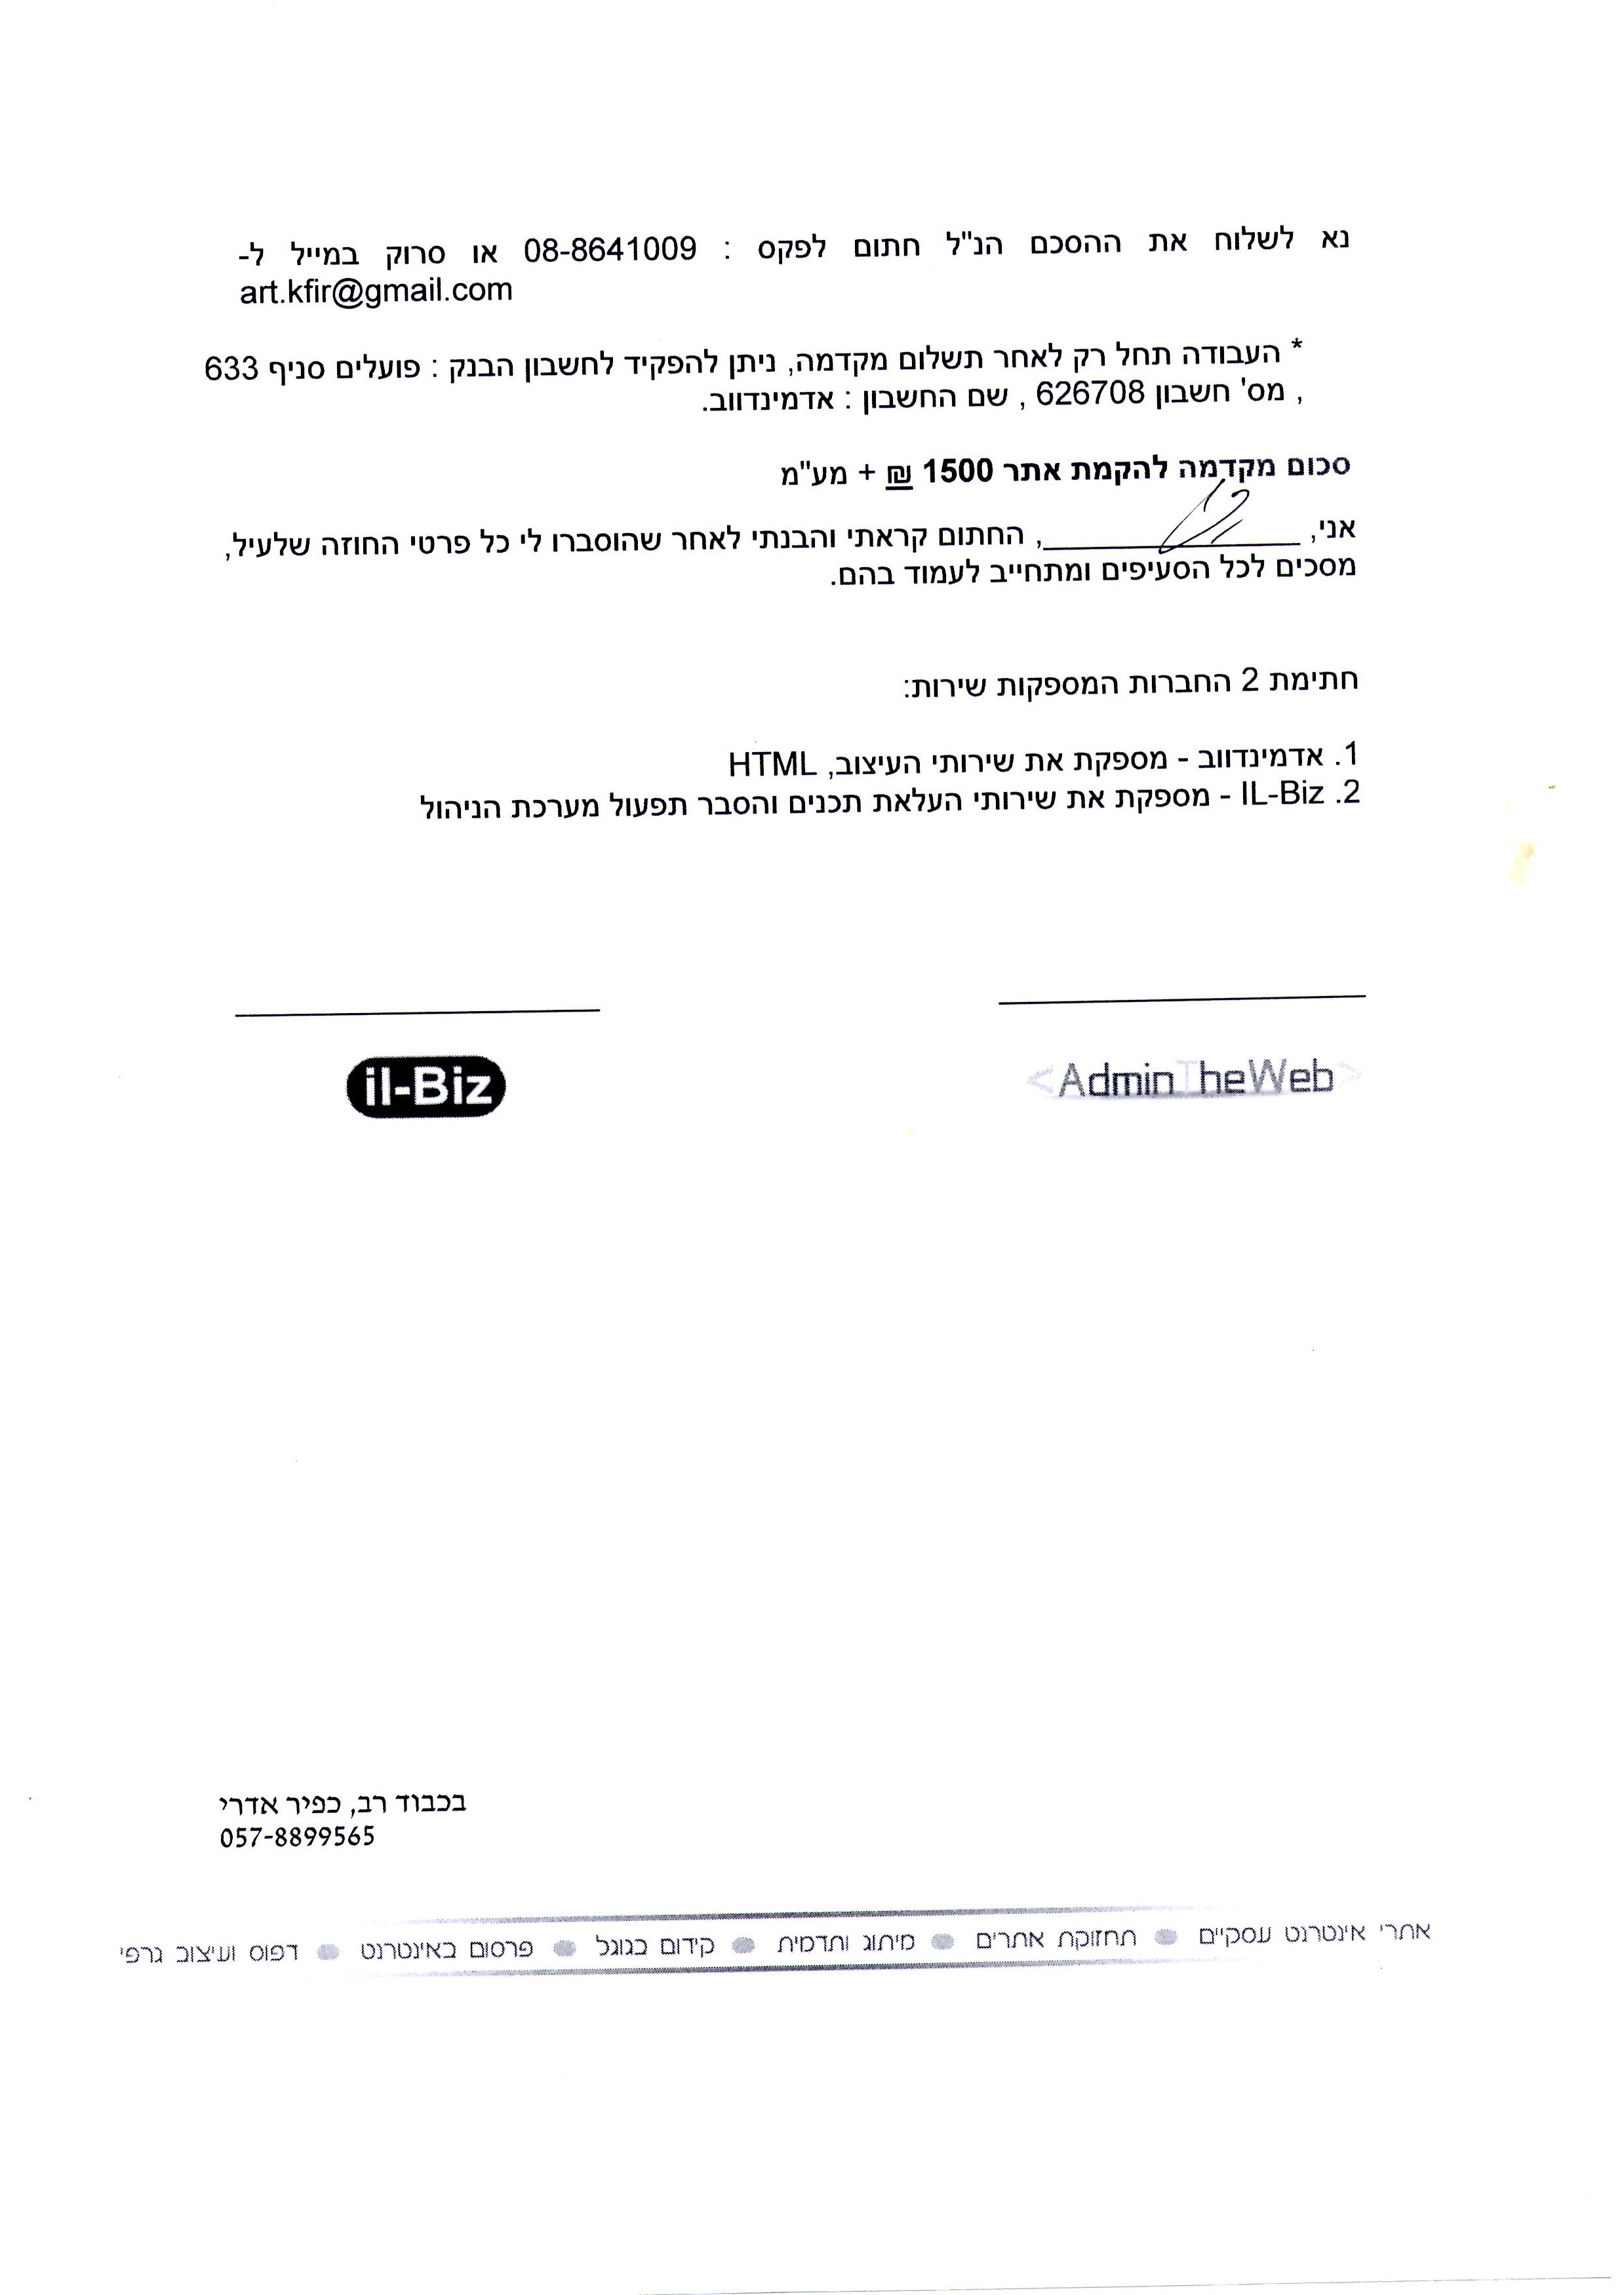 נא לשלוח את ההסכם הנ"ל חתום לפקס : 08-8641009 או סרוק במייל ל-
art.kfir@gmail.com
* העבודה תחל רק לאחר תשלום מקדמה, ניתן להפקיד לחשבון הבנק : פועלים סניף 633
, מס' חשבון 626708 , שם החשבון : אדמינדווב.
סכום מקדמה להקמת אתר 1500 ₪ + מע"מ
אני, ________________, החתום קראתי והבנתי לאחר שהוסברו לי כל פרטי החוזה שלעיל,
מסכים לכל הסעיפים ומתחייב לעמוד בהם.
חתימת 2 החברות המספקות שירות:
1. אדמינדווב - מספקת את שירותי העיצוב, HTML
2. IL-Biz - מספקת את שירותי העלאת תכנים והסבר תפעול מערכת הניהול
<AdminTheWeb>
il-Biz
בכבוד רב, כפיר אדרי
057-8899565
אתרי אינטרנט עסקיים • תחזוקת אתרים • מיתוג ותדמית • קידום בגוגל • פרסום באינטרנט • דפוס ועיצוב גרפי